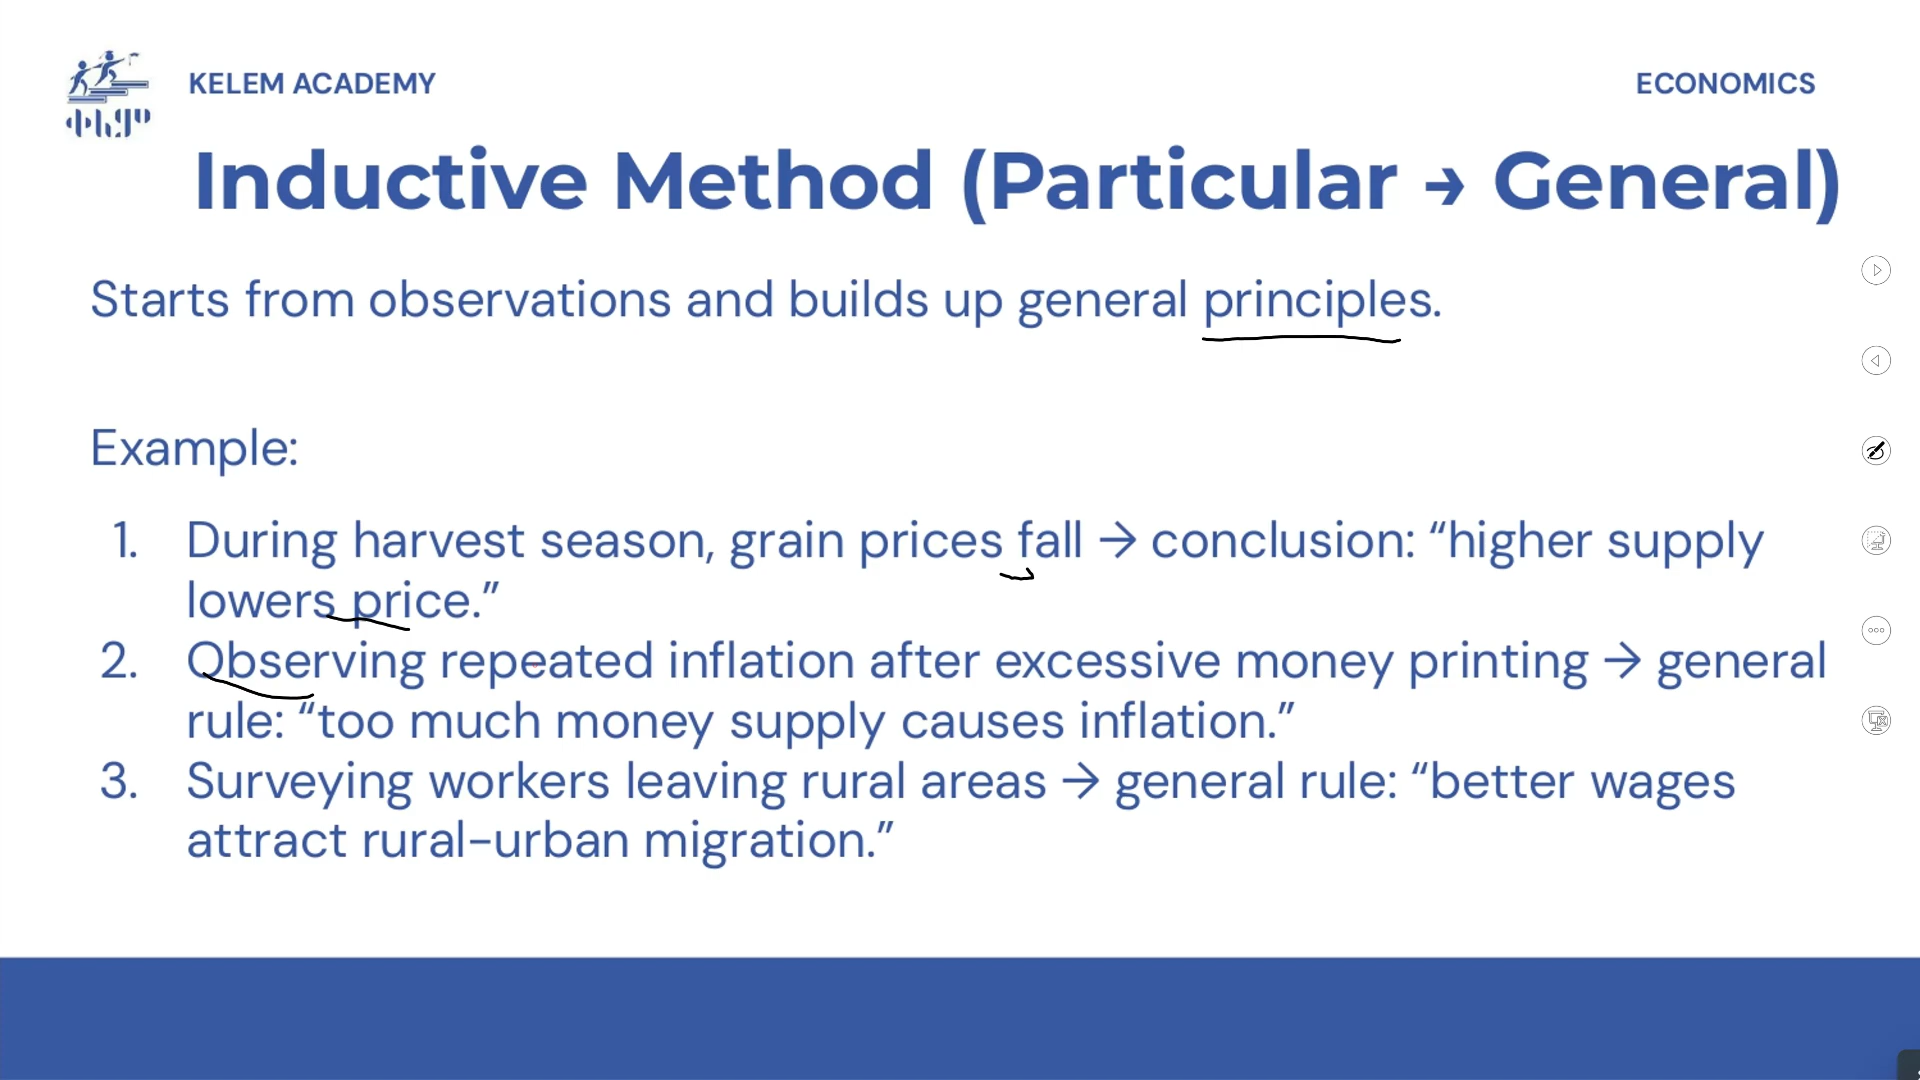 ቀለም
KELEM ACADEMY
ECONOMICS
Inductive Method (Particular → General)
Starts from observations and builds up general principles.
Example:
1. During harvest season, grain prices fall → conclusion: “higher supply
lowers price.”
2. Observing repeated inflation after excessive money printing → general
rule: “too much money supply causes inflation.”
3. Surveying workers leaving rural areas → general rule: “better wages
attract rural-urban migration.”